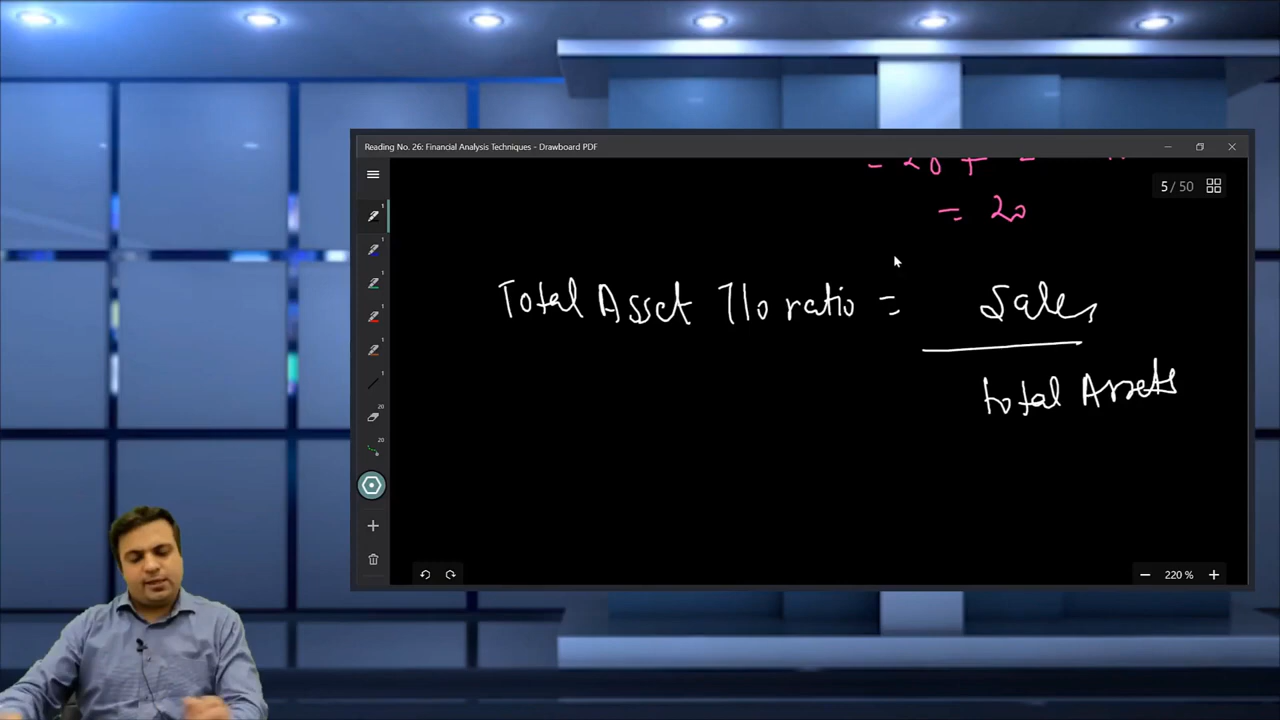 Reading No. 26: Financial Analysis Techniques - Drawboard PDF
5 / 50
= 20
Total Asset T/o ratio = Sales
total Assets
220 %